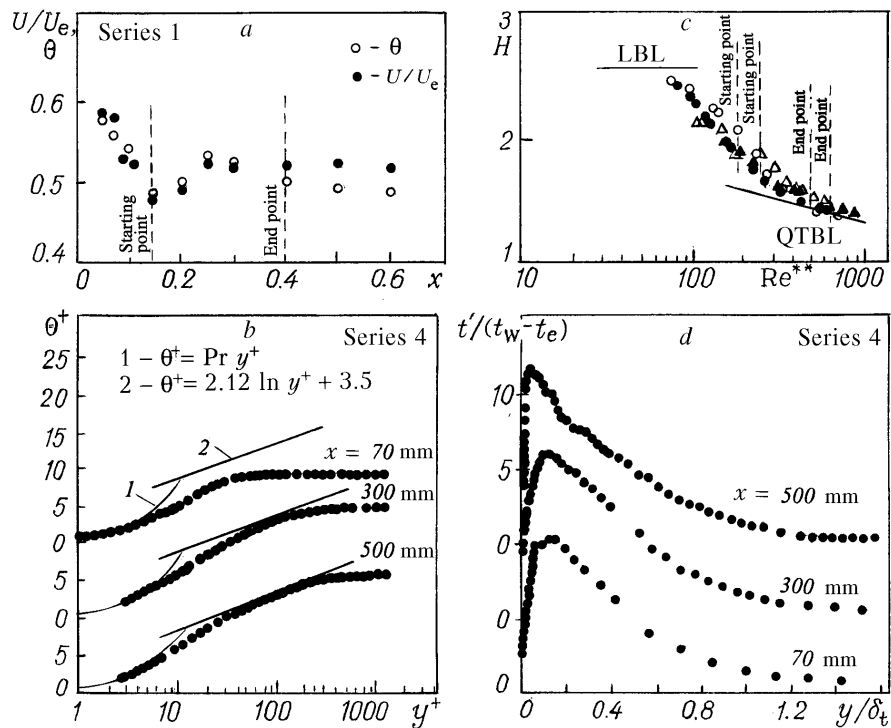 U/Uₑ,
θ
Series 1
a
○ – θ
● – U/Uₑ
0.6
0.5
0.4
Starting point
End point
0
0.2
0.4
0.6
x
3
H
c
LBL
Starting point
Starting point
End point
End point
2
QTBL
1
10
100
Re**
1000
θ⁺
b
Series 4
25
1 – θ⁺= Pr y⁺
20
2 – θ⁺= 2.12 ln y⁺ + 3.5
15
2
x = 70 mm
10
1
5
300 mm
0
500 mm
5
0
5
0
1
10
100
1000
y⁺
t′/(t_w–t_e)
d
Series 4
10
5
x = 500 mm
0
300 mm
0
70 mm
0
0
0.4
0.8
1.2
y/δₜ